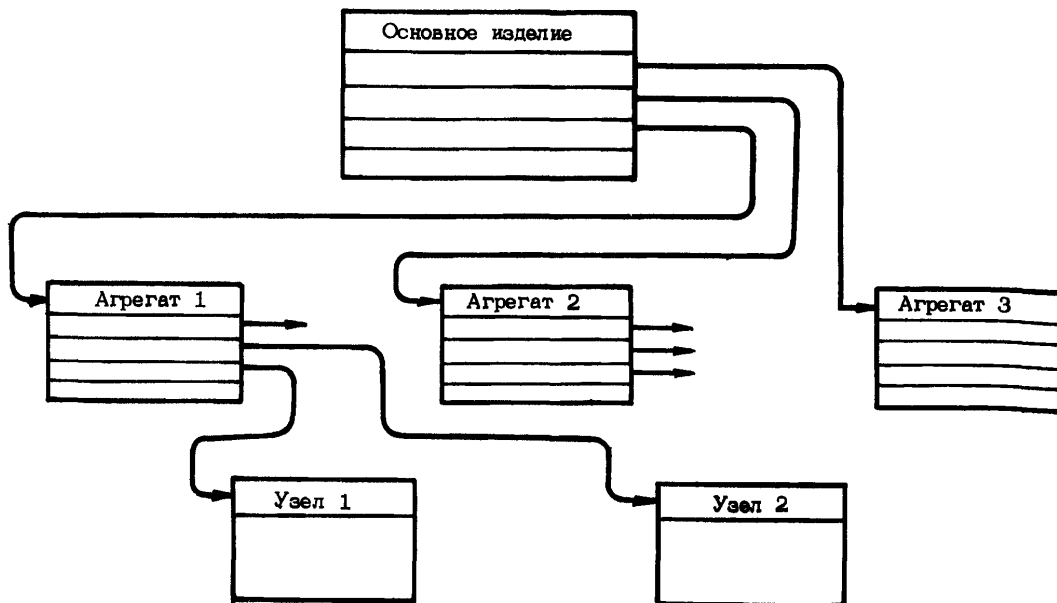 Основное изделие
Агрегат 1
Агрегат 2
Агрегат 3
Узел 1
Узел 2